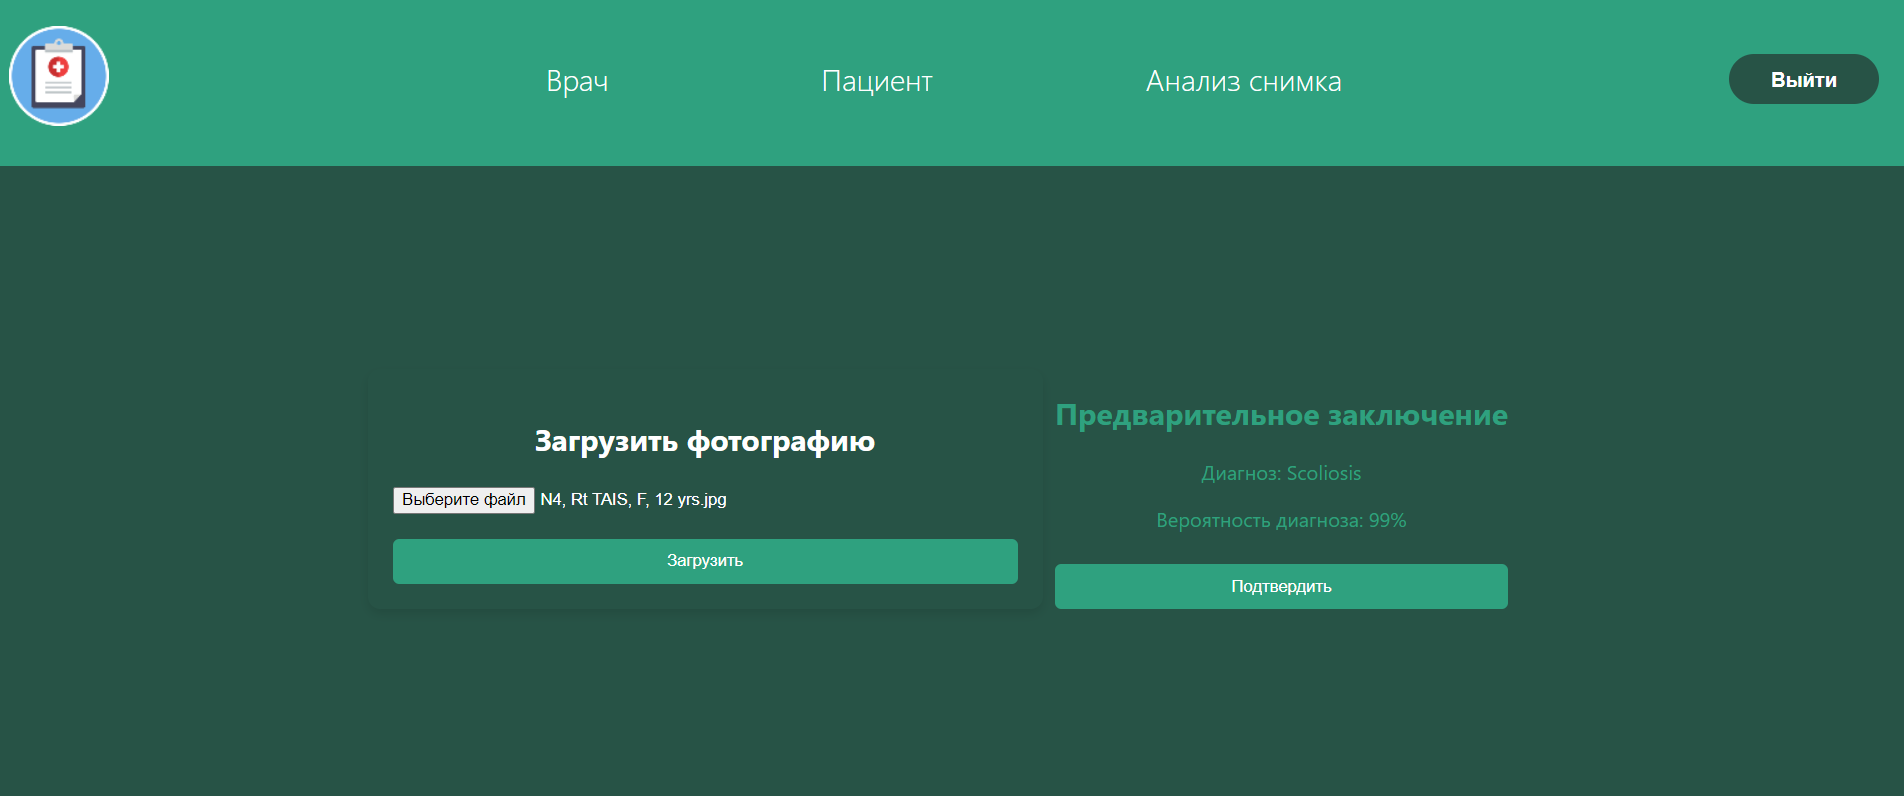 Врач
Пациент
Анализ снимка
Выйти
Загрузить фотографию
Выберите файл N4, Rt TAIS, F, 12 yrs.jpg
Загрузить
Предварительное заключение
Диагноз: Scoliosis
Вероятность диагноза: 99%
Подтвердить